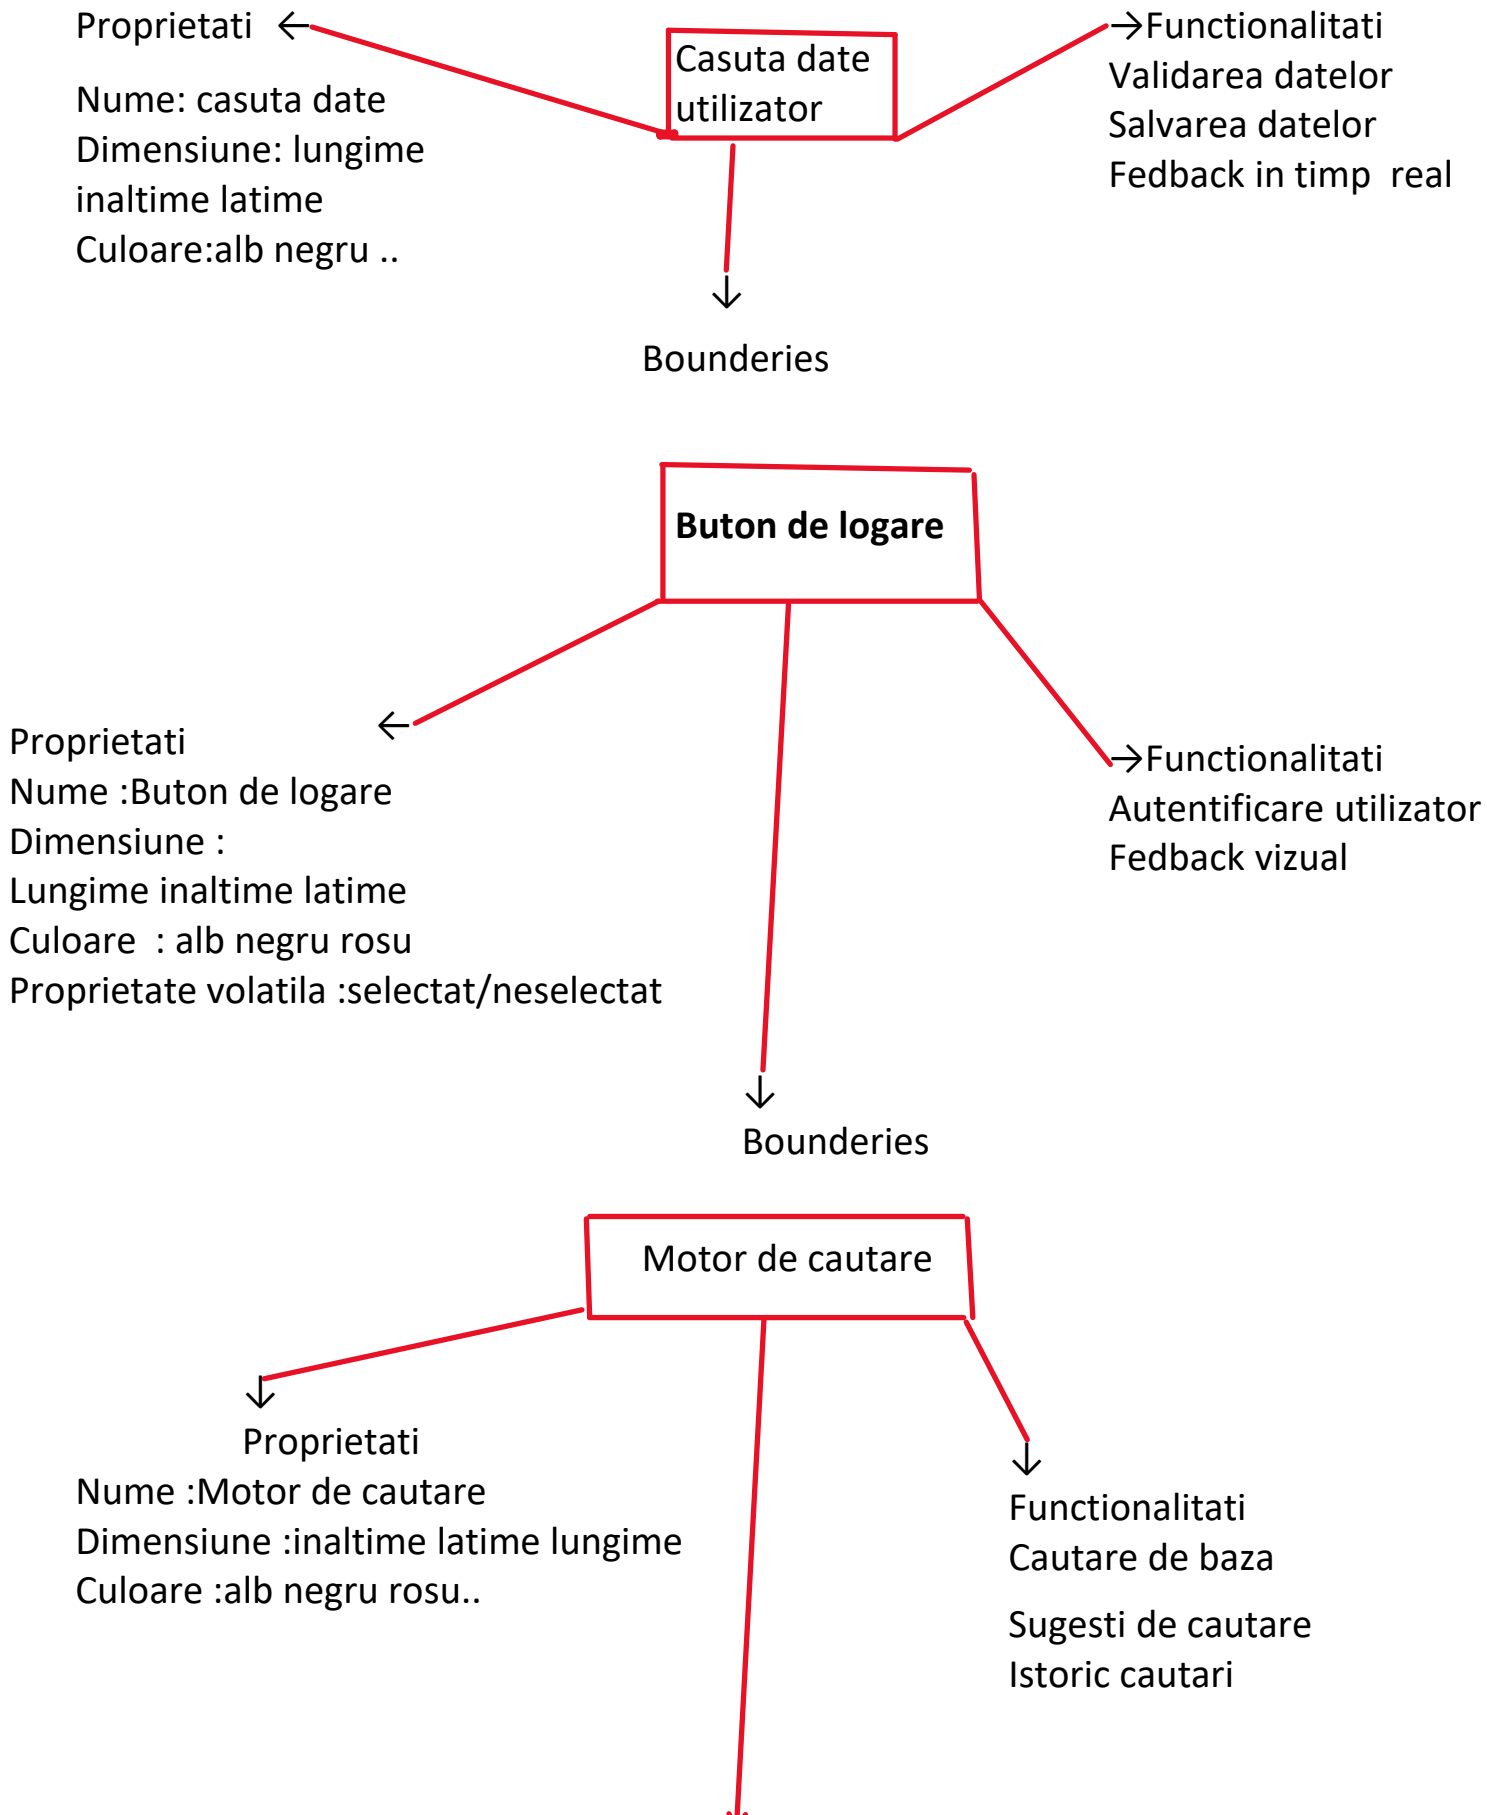 Proprietati
Nume: casuta date
Dimensiune: lungime
inaltime latime
Culoare:alb negru ..
Casuta date
utilizator
Functionalitati
Validarea datelor
Salvarea datelor
Fedback in timp  real
Bounderies
Buton de logare
Proprietati
Nume :Buton de logare
Dimensiune :
Lungime inaltime latime
Culoare  : alb negru rosu
Proprietate volatila :selectat/neselectat
Functionalitati
Autentificare utilizator
Fedback vizual
Bounderies
Motor de cautare
Proprietati
Nume :Motor de cautare
Dimensiune :inaltime latime lungime
Culoare :alb negru rosu..
Functionalitati
Cautare de baza
Sugesti de cautare
Istoric cautari